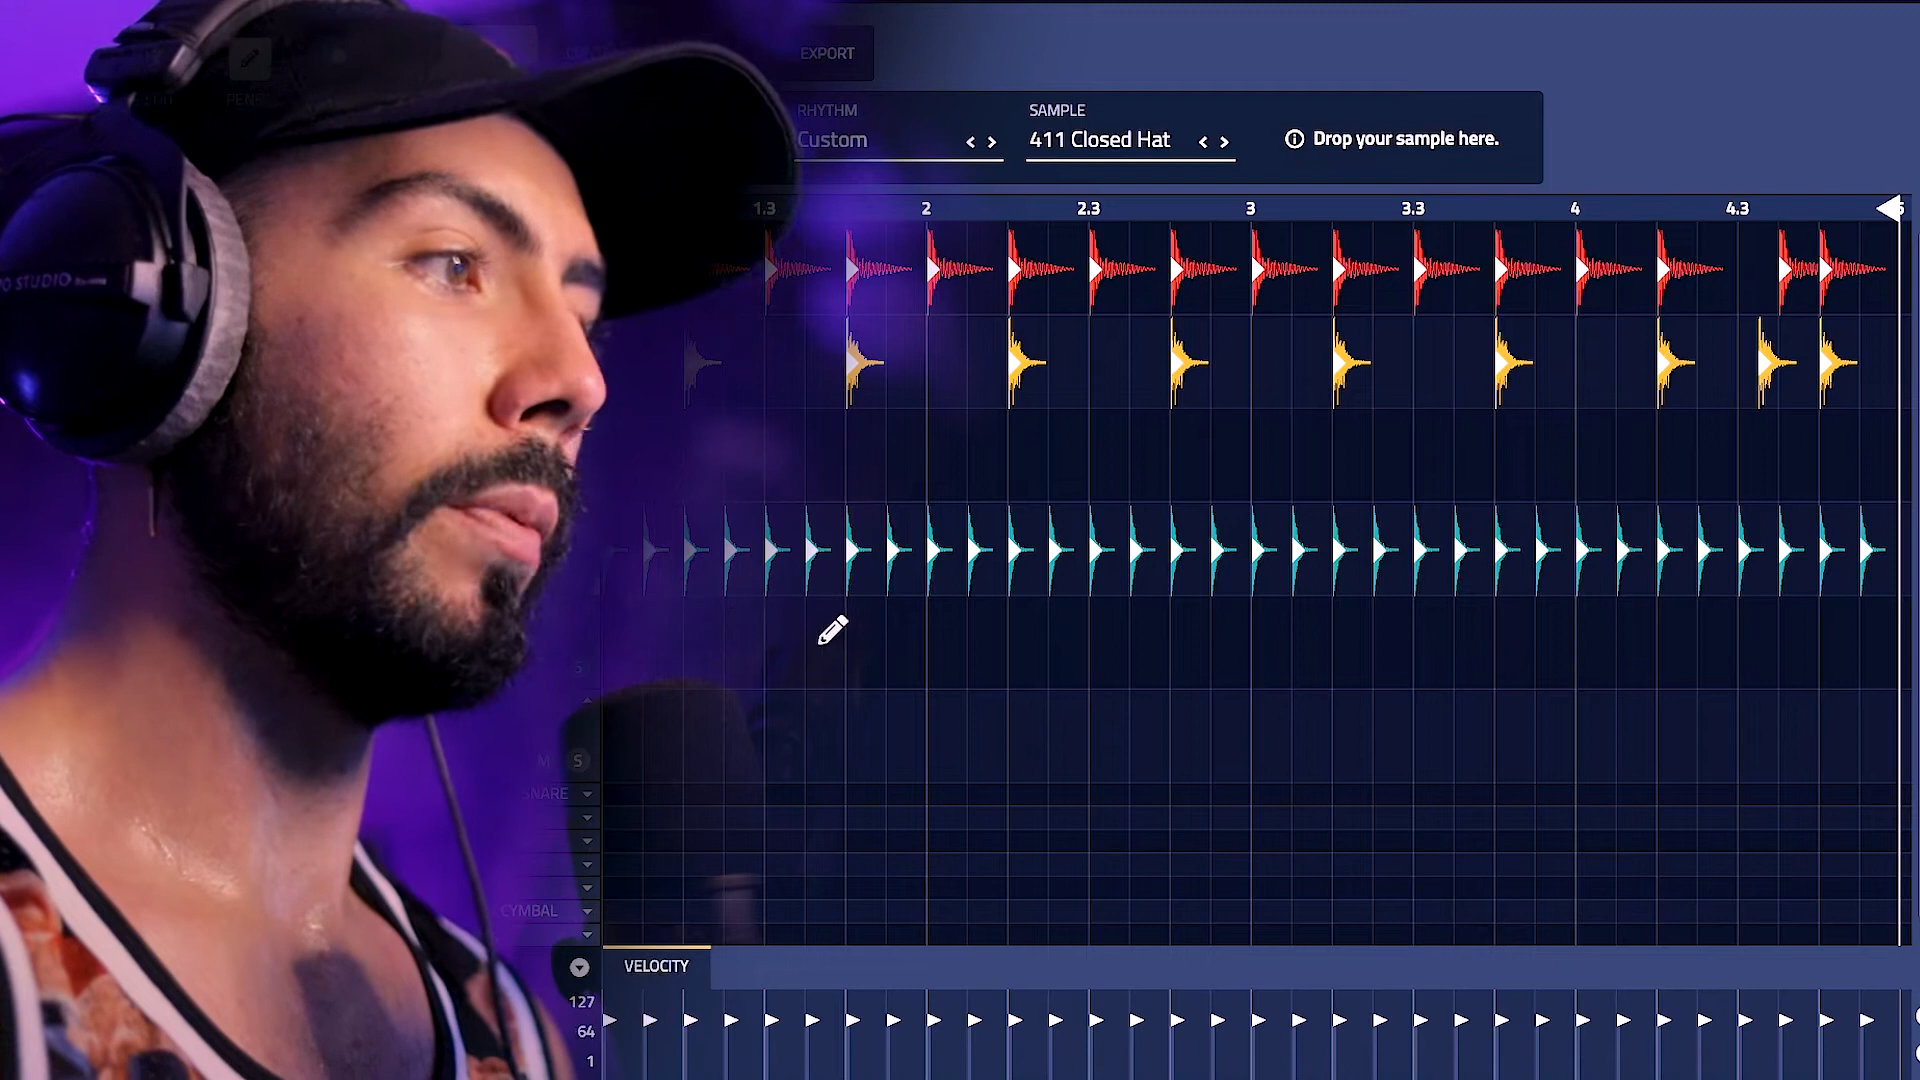 EXPORT
RHYTHM
Custom
SAMPLE
411 Closed Hat
Drop your sample here.
1.3 2 2.3 3 3.3 4 4.3 5
S
M S
SNARE
CYMBAL
VELOCITY
127
64
1